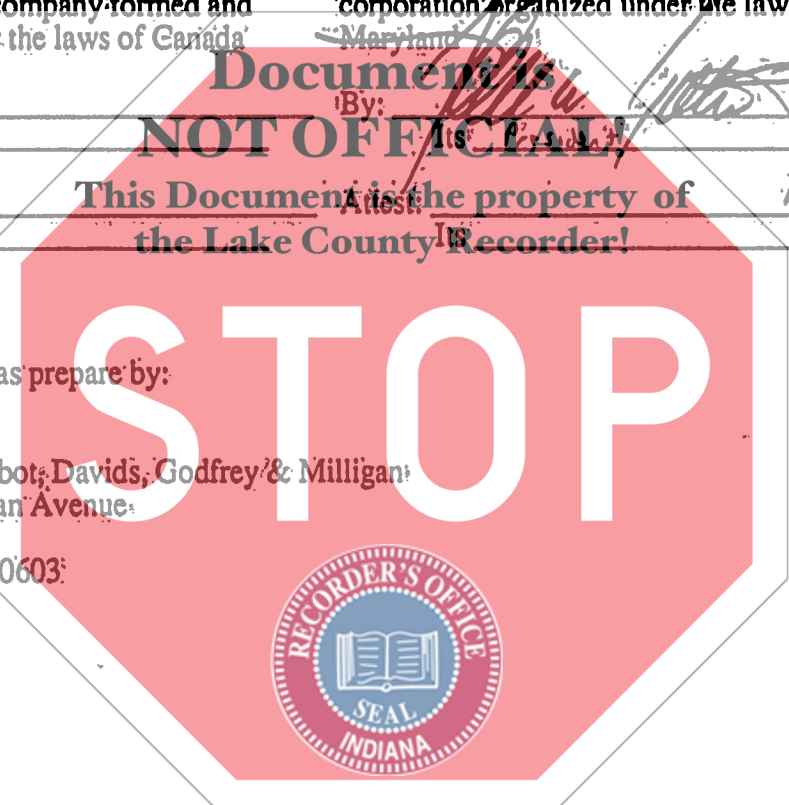 company formed and corporation organized under the law
the laws of Canada Maryland
Document is
By:
NOT OFFICIAL!
Its President
This Document is the property of
Attest:
the Lake County Recorder!
Its
STOP
as prepare by:
bot, Davids, Godfrey & Milligan
an Avenue
0603
RECORDER'S OFFICE
SEAL
INDIANA